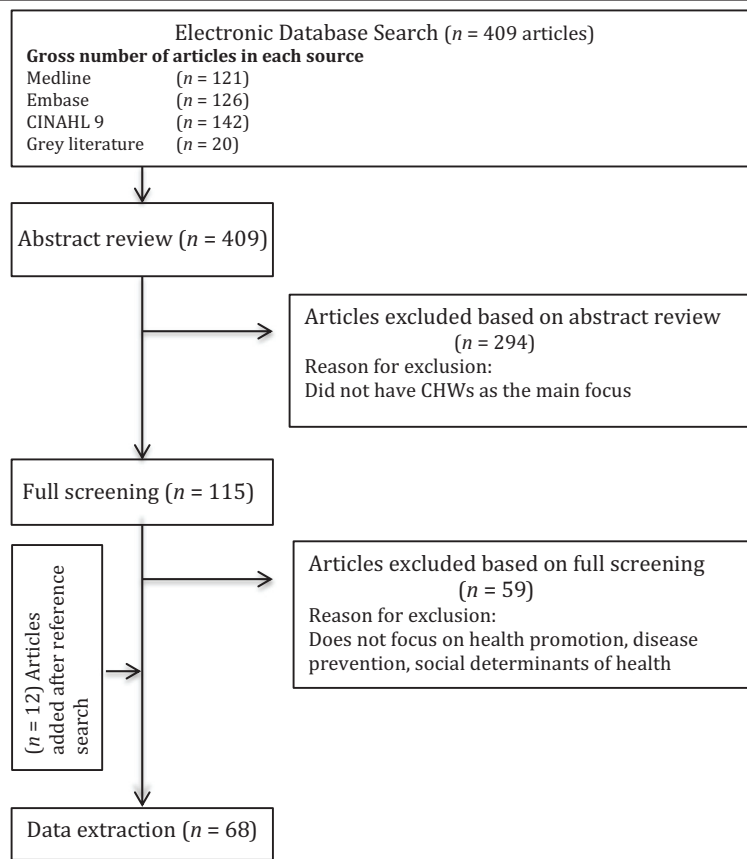 Electronic Database Search (n = 409 articles)
Gross number of articles in each source
Medline (n = 121)
Embase (n = 126)
CINAHL 9 (n = 142)
Grey literature (n = 20)
Abstract review (n = 409)
Articles excluded based on abstract review
(n = 294)
Reason for exclusion:
Did not have CHWs as the main focus
Full screening (n = 115)
Articles excluded based on full screening
(n = 59)
Reason for exclusion:
Does not focus on health promotion, disease
prevention, social determinants of health
(n = 12) Articles
added after reference
search
Data extraction (n = 68)